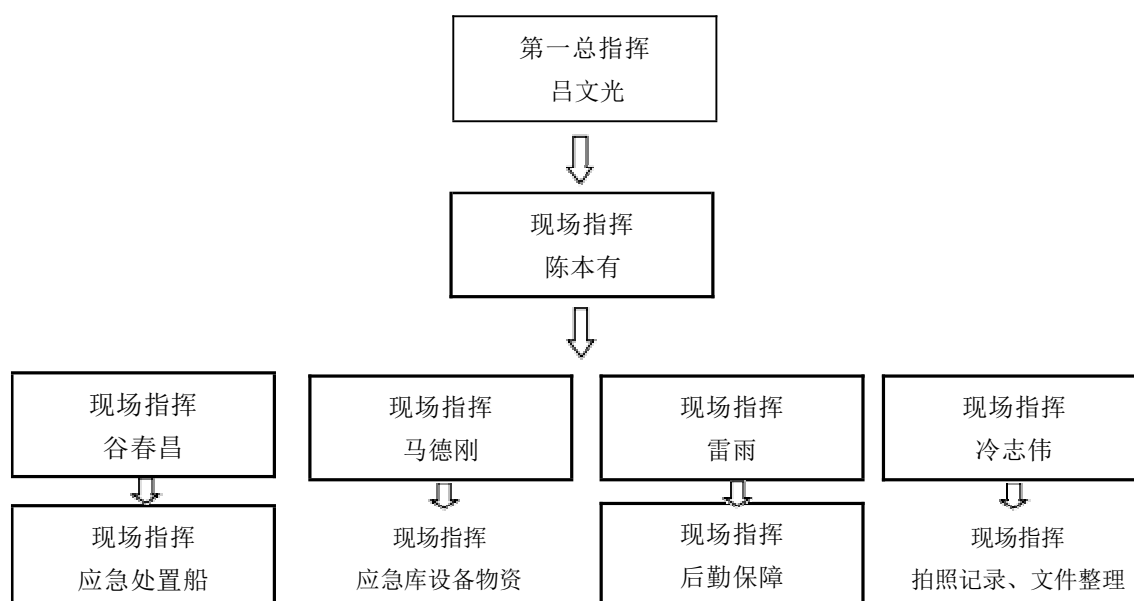 第一总指挥
吕文光
现场指挥
陈本有
现场指挥
谷春昌
现场指挥
马德刚
现场指挥
雷雨
现场指挥
冷志伟
现场指挥
应急处置船
现场指挥
应急库设备物资
现场指挥
后勤保障
现场指挥
拍照记录、文件整理